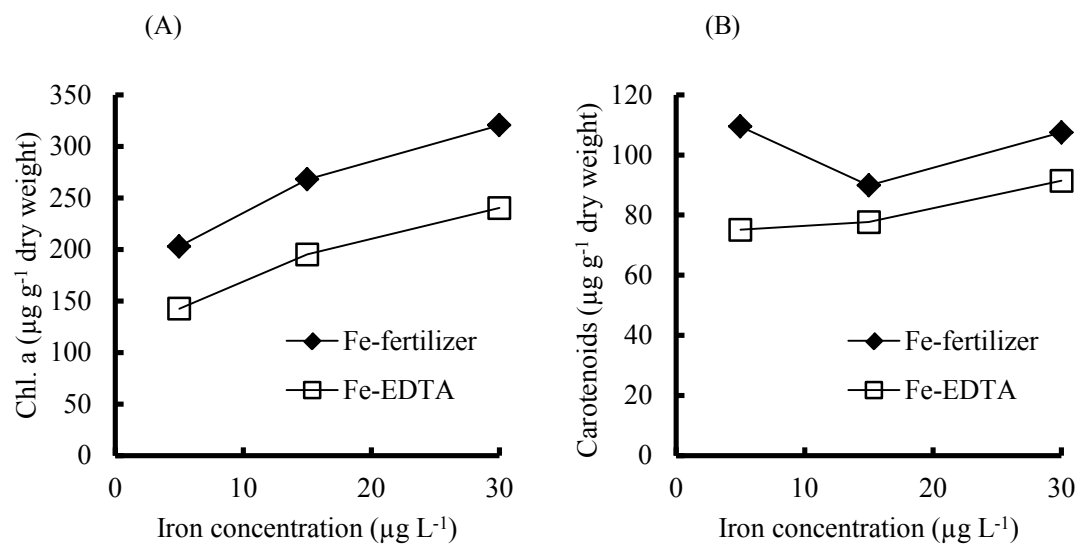 (A)
Chl. a (µg g⁻¹ dry weight)
350
300
250
200
150
100
50
0
Fe-fertilizer
Fe-EDTA
0 10 20 30
Iron concentration (µg L⁻¹)
(B)
Carotenoids (µg g⁻¹ dry weight)
120
100
80
60
40
20
0
Fe-fertilizer
Fe-EDTA
0 10 20 30
Iron concentration (µg L⁻¹)